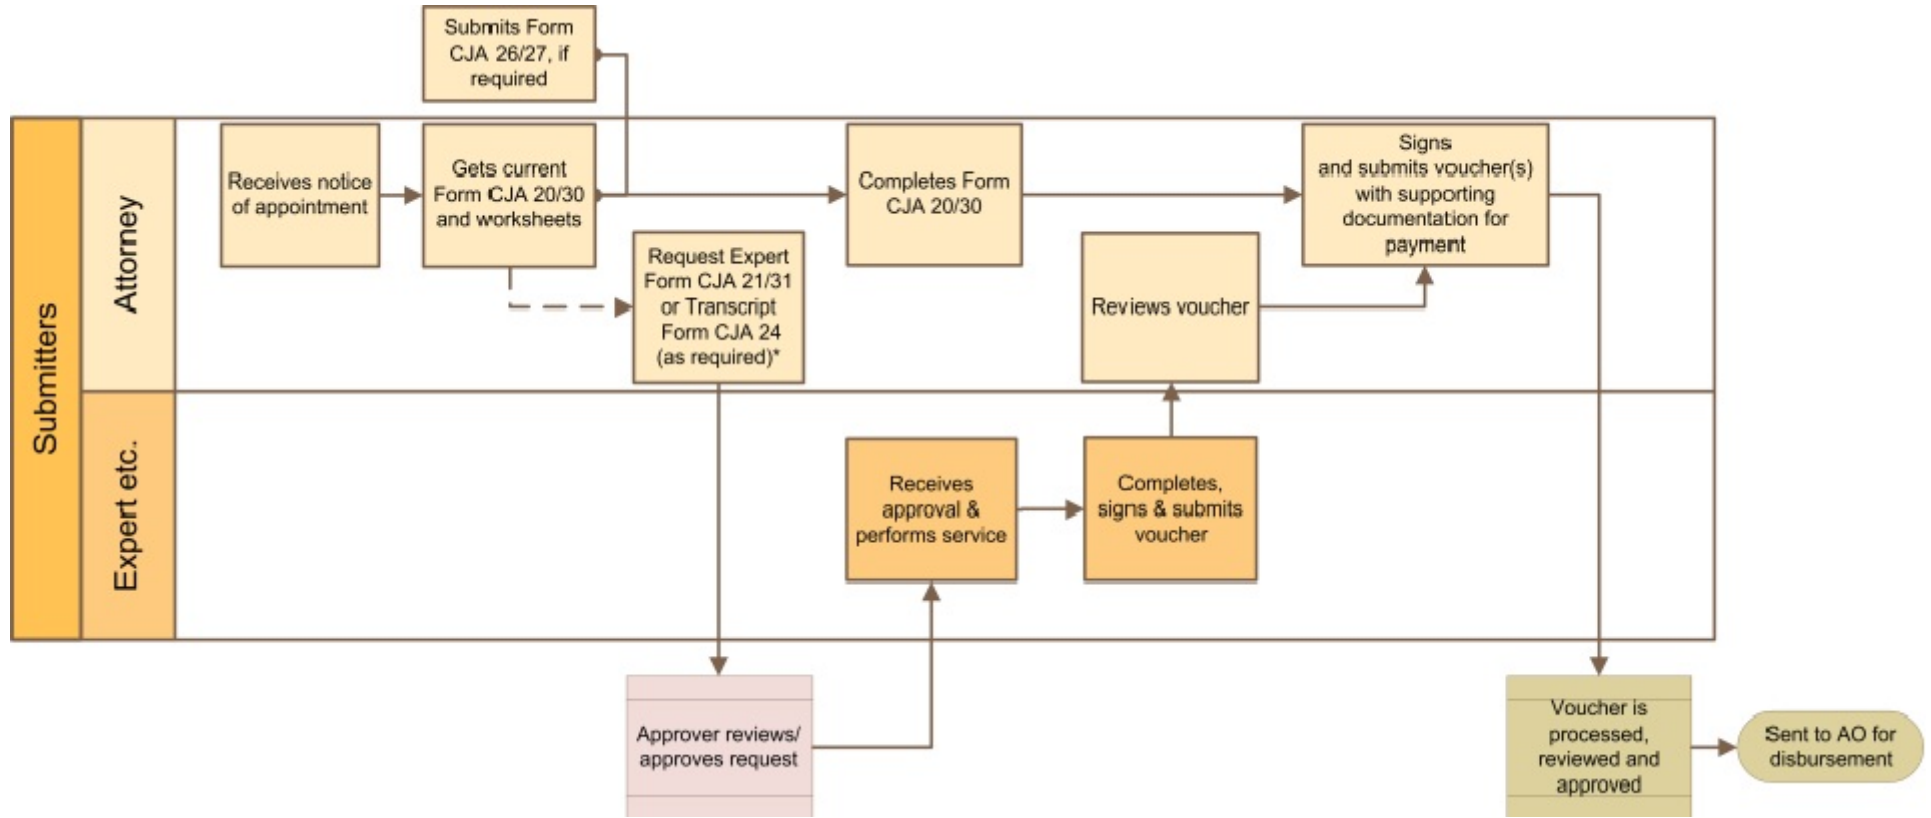 Submits Form
CJA 26/27, if
required
Submitters
Attorney
Receives notice
of appointment
Gets current
Form CJA 20/30
and worksheets
Request Expert
Form CJA 21/31
or Transcript
Form CJA 24
(as required)*
Completes Form
CJA 20/30
Reviews voucher
Signs
and submits voucher(s)
with supporting
documentation for
payment
Expert etc.
Receives
approval &
performs service
Completes,
signs & submits
voucher
Approver reviews/
approves request
Voucher is
processed,
reviewed and
approved
Sent to AO for
disbursement